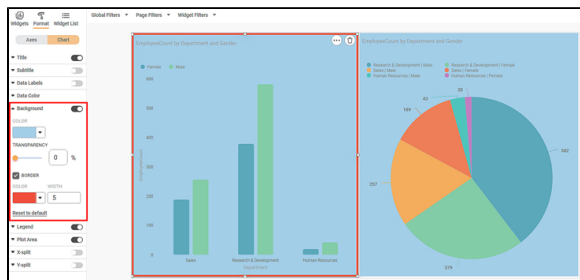 Widgets Format Widget List
Global Filters Page Filters Widget Filters
Axes Chart
Title
Subtitle
Data Labels
Data Color
Background
COLOR
TRANSPARENCY
0 %
BORDER
COLOR WIDTH
5
Reset to default
Legend
Plot Area
X-split
Y-split
EmployeeCount by Department and Gender
Female Male
600
500
400
300
200
100
0
EmployeeCount
Sales Research & Development Human Resources
Department
EmployeeCount by Department and Gender
Research & Development | Male Research & Development | Female
Sales | Male Sales | Female
Human Resources | Male Human Resources | Female
582
379
257
189
43
20